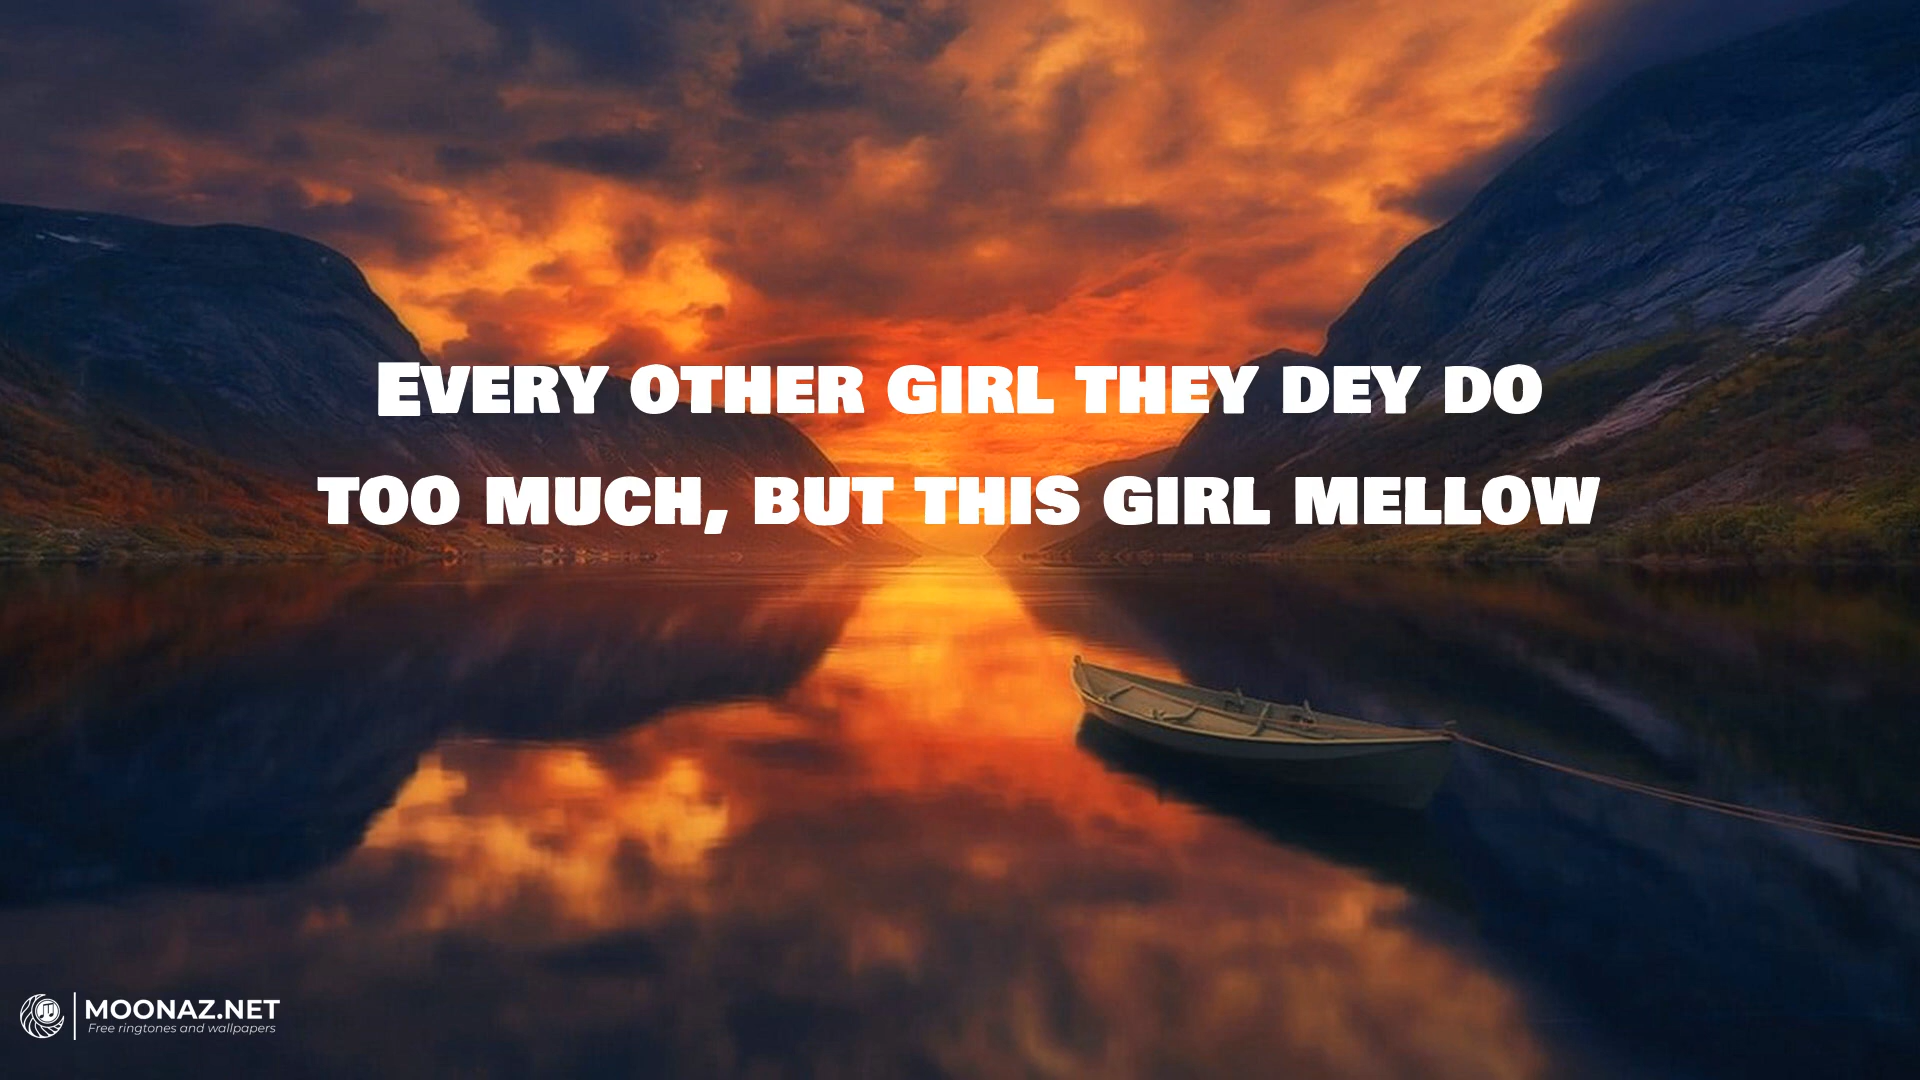 Every other girl they dey do
too much, but this girl mellow
MOONAZ.NET
Free ringtones and wallpapers